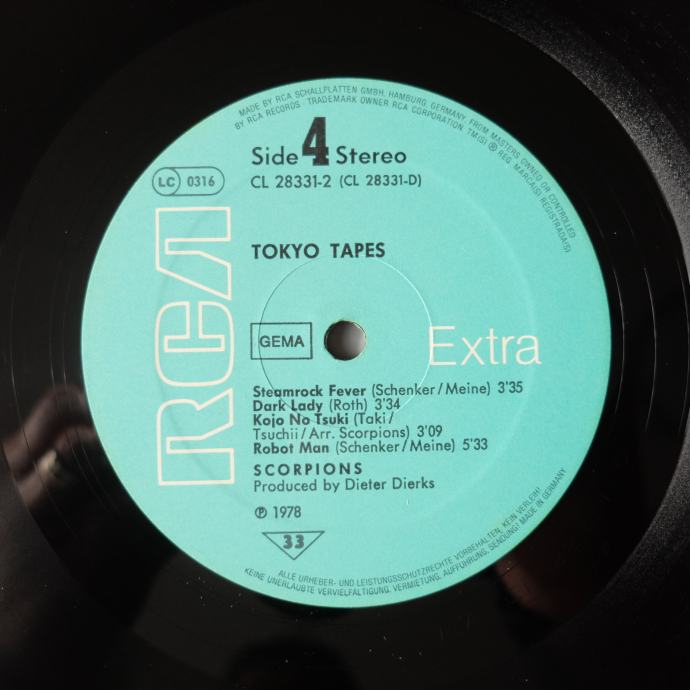 MADE BY RCA SCHALLPLATTEN GMBH, HAMBURG, GERMANY, FROM MASTERS OWNED OR CONTROLLED
BY RCA RECORDS · TRADEMARK OWNER RCA CORPORATION. TM(S) ® REG. MARCA(S) REGISTRADA(S)
Side 4 Stereo
LC 0316
CL 28331-2 (CL 28331-D)
RCA
TOKYO TAPES
GEMA
Extra
Steamrock Fever (Schenker/Meine) 3'35
Dark Lady (Roth) 3'34
Kojo No Tsuki (Taki/
Tsuchii/Arr. Scorpions) 3'09
Robot Man (Schenker/Meine) 5'33
SCORPIONS
Produced by Dieter Dierks
℗ 1978
33
ALLE URHEBER- UND LEISTUNGSSCHUTZRECHTE VORBEHALTEN, KEIN VERLEIH!
KEINE UNERLAUBTE VERVIELFÄLTIGUNG, VERMIETUNG, AUFFÜHRUNG, SENDUNG! MADE IN GERMANY